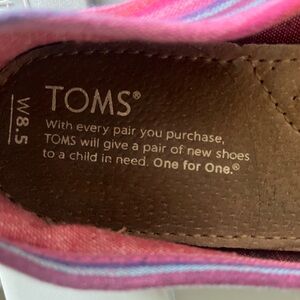 TOMS®
W8.5
With every pair you purchase,
TOMS will give a pair of new shoes
to a child in need. One for One.®